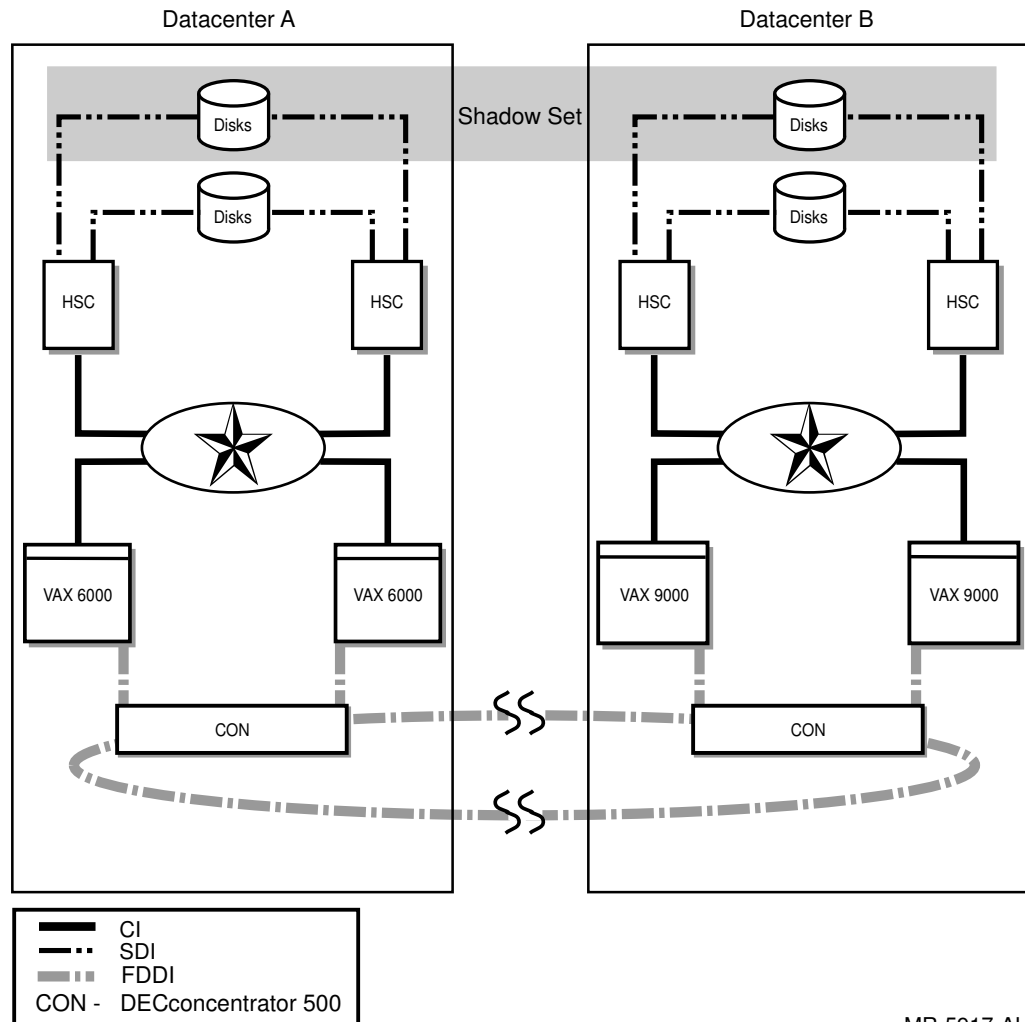 Datacenter A
Datacenter B
Disks
Shadow Set
Disks
Disks
Disks
HSC
HSC
HSC
HSC
VAX 6000
VAX 6000
VAX 9000
VAX 9000
CON
CON
CI
SDI
FDDI
CON - DECconcentrator 500